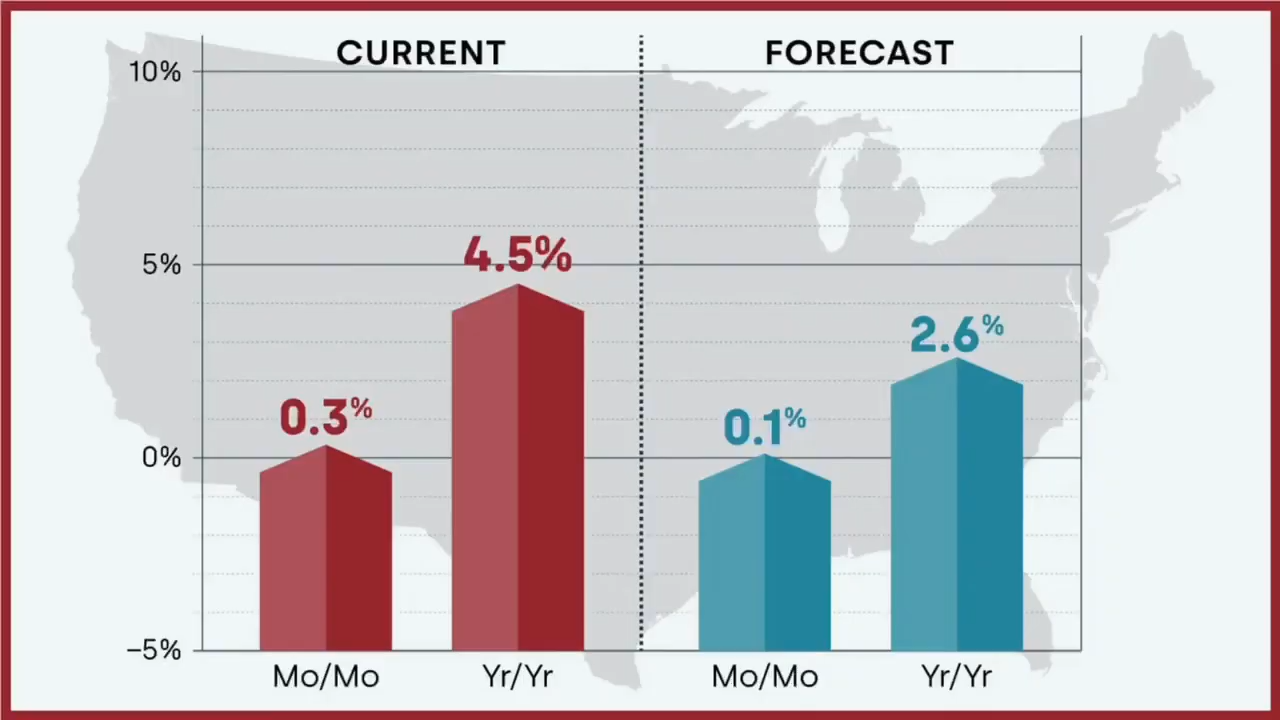 CURRENT
FORECAST
10%
5%
0%
−5%
4.5%
0.3%
2.6%
0.1%
Mo/Mo
Yr/Yr
Mo/Mo
Yr/Yr